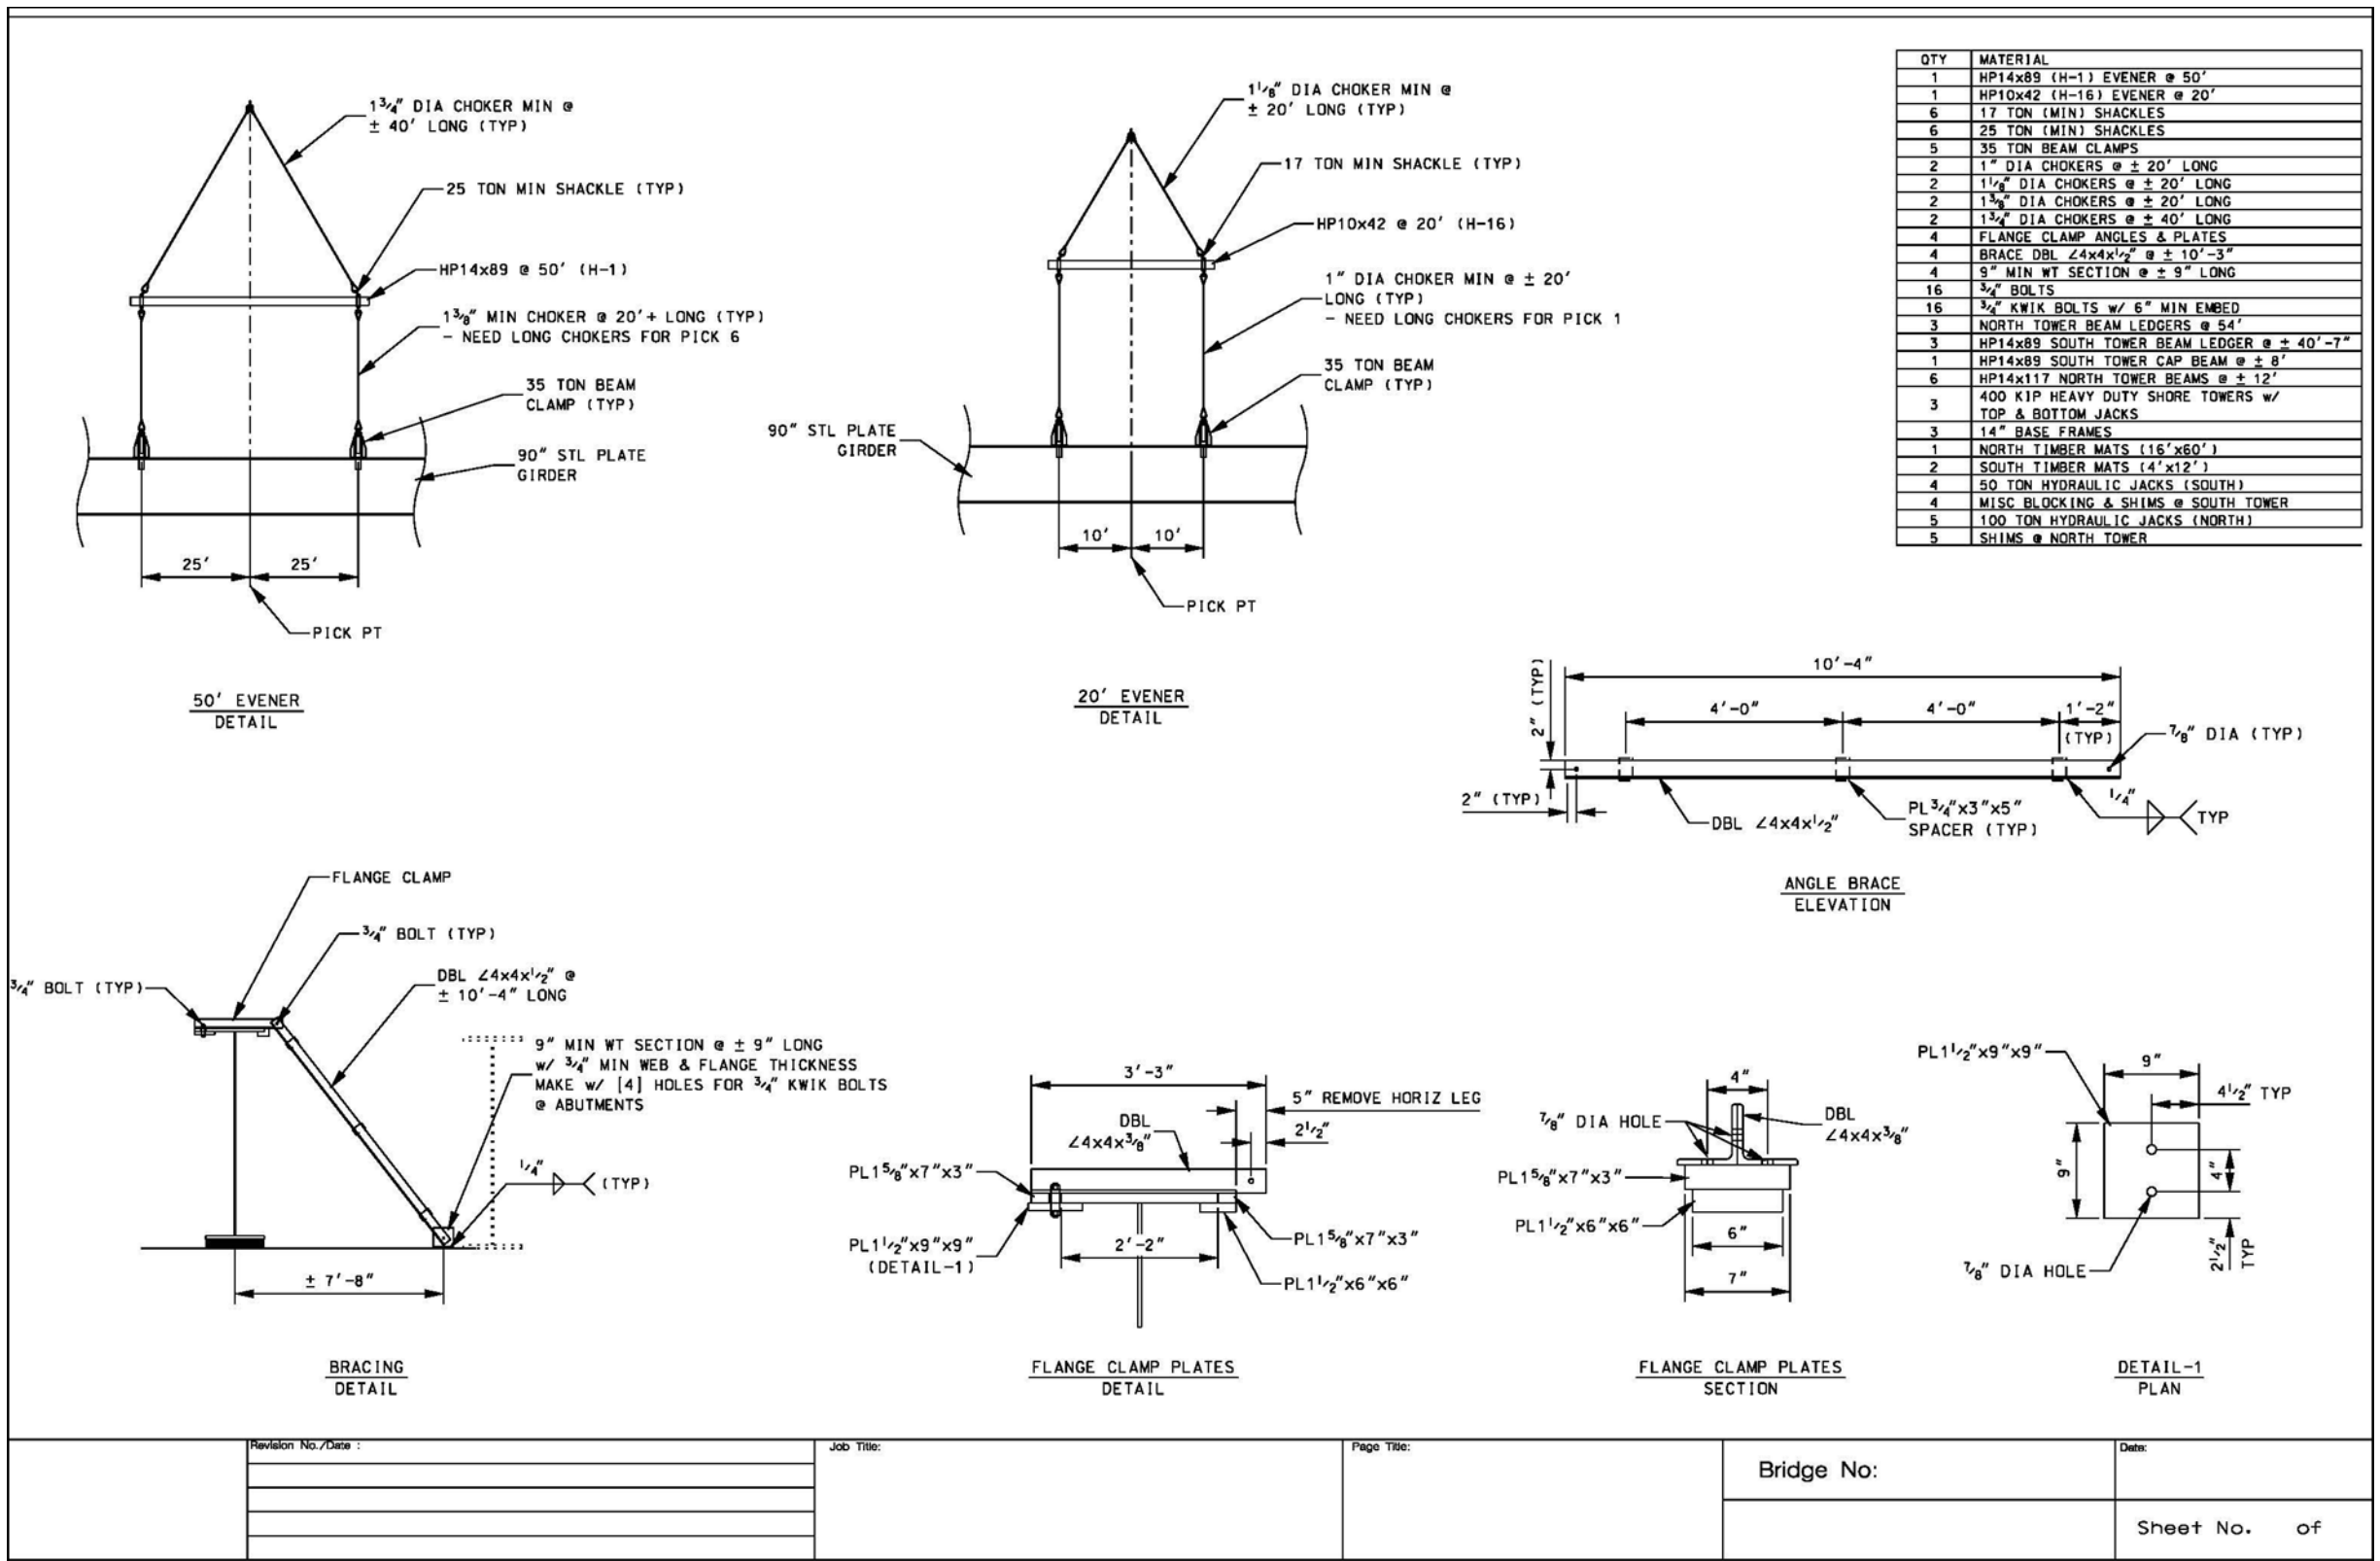 1 3/4" DIA CHOKER MIN @
± 40' LONG (TYP)
25 TON MIN SHACKLE (TYP)
HP14x89 @ 50' (H-1)
1 3/8" MIN CHOKER @ 20'+ LONG (TYP)
- NEED LONG CHOKERS FOR PICK 6
35 TON BEAM
CLAMP (TYP)
90" STL PLATE
GIRDER
25'
25'
PICK PT
50' EVENER
DETAIL
1 1/8" DIA CHOKER MIN @
± 20' LONG (TYP)
17 TON MIN SHACKLE (TYP)
HP10x42 @ 20' (H-16)
1" DIA CHOKER MIN @ ± 20'
LONG (TYP)
- NEED LONG CHOKERS FOR PICK 1
35 TON BEAM
CLAMP (TYP)
90" STL PLATE
GIRDER
10'
10'
PICK PT
20' EVENER
DETAIL
QTY MATERIAL
1 HP14x89 (H-1) EVENER @ 50'
1 HP10x42 (H-16) EVENER @ 20'
6 17 TON (MIN) SHACKLES
6 25 TON (MIN) SHACKLES
5 35 TON BEAM CLAMPS
2 1" DIA CHOKERS @ ± 20' LONG
2 1 1/8" DIA CHOKERS @ ± 20' LONG
2 1 3/8" DIA CHOKERS @ ± 20' LONG
2 1 3/4" DIA CHOKERS @ ± 40' LONG
4 FLANGE CLAMP ANGLES & PLATES
4 BRACE DBL ∠4x4x1/2" @ ± 10'-3"
4 9" MIN WT SECTION @ ± 9" LONG
16 3/4" BOLTS
16 3/4" KWIK BOLTS w/ 6" MIN EMBED
3 NORTH TOWER BEAM LEDGERS @ 54'
3 HP14x89 SOUTH TOWER BEAM LEDGER @ ± 40'-7"
1 HP14x89 SOUTH TOWER CAP BEAM @ ± 8'
6 HP14x117 NORTH TOWER BEAMS @ ± 12'
3 400 KIP HEAVY DUTY SHORE TOWERS w/
TOP & BOTTOM JACKS
3 14" BASE FRAMES
1 NORTH TIMBER MATS (16'x60')
2 SOUTH TIMBER MATS (4'x12')
4 50 TON HYDRAULIC JACKS (SOUTH)
4 MISC BLOCKING & SHIMS @ SOUTH TOWER
5 100 TON HYDRAULIC JACKS (NORTH)
5 SHIMS @ NORTH TOWER
10'-4"
2" (TYP)
4'-0"
4'-0"
1'-2"
(TYP)
7/8" DIA (TYP)
2" (TYP)
DBL ∠4x4x1/2"
PL3/4"x3"x5"
SPACER (TYP)
1/4"
TYP
ANGLE BRACE
ELEVATION
FLANGE CLAMP
3/4" BOLT (TYP)
3/4" BOLT (TYP)
DBL ∠4x4x1/2" @
± 10'-4" LONG
9" MIN WT SECTION @ ± 9" LONG
w/ 3/4" MIN WEB & FLANGE THICKNESS
MAKE w/ [4] HOLES FOR 3/4" KWIK BOLTS
@ ABUTMENTS
1/4"
(TYP)
± 7'-8"
BRACING
DETAIL
3'-3"
5" REMOVE HORIZ LEG
DBL
∠4x4x3/8"
2 1/2"
PL1 5/8"x7"x3"
PL1 1/2"x9"x9"
(DETAIL-1)
2'-2"
PL1 5/8"x7"x3"
PL1 1/2"x6"x6"
FLANGE CLAMP PLATES
DETAIL
4"
7/8" DIA HOLE
DBL
∠4x4x3/8"
PL1 5/8"x7"x3"
PL1 1/2"x6"x6"
6"
7"
FLANGE CLAMP PLATES
SECTION
PL1 1/2"x9"x9"
9"
4 1/2" TYP
9"
4"
2 1/2"
TYP
7/8" DIA HOLE
DETAIL-1
PLAN
Revision No./Date :
Job Title:
Page Title:
Bridge No:
Date:
Sheet No. of